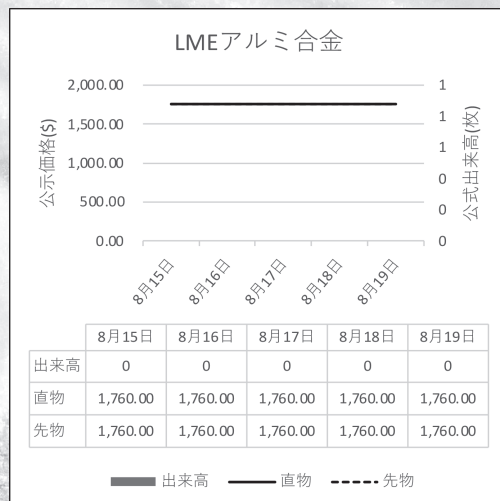 LMEアルミ合金
公示価格($)
2,000.00
1,500.00
1,000.00
500.00
0.00
1
1
1
0
0
0
公式出来高(枚)
8月15日
8月16日
8月17日
8月18日
8月19日
8月15日 8月16日 8月17日 8月18日 8月19日
出来高 0 0 0 0 0
直物 1,760.00 1,760.00 1,760.00 1,760.00 1,760.00
先物 1,760.00 1,760.00 1,760.00 1,760.00 1,760.00
出来高 直物 先物